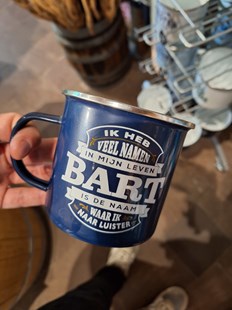 IK HEB
VEEL NAMEN
IN MIJN LEVEN
BART
IS DE NAAM
WAAR IK
NAAR LUISTER